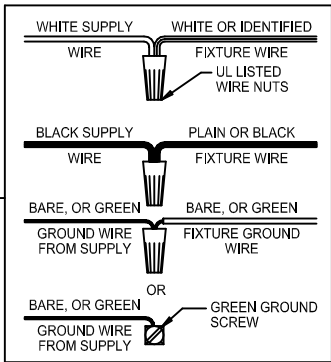 WHITE SUPPLY WIRE
WHITE OR IDENTIFIED FIXTURE WIRE
UL LISTED
WIRE NUTS
BLACK SUPPLY WIRE
PLAIN OR BLACK FIXTURE WIRE
BARE, OR GREEN
GROUND WIRE
FROM SUPPLY
BARE, OR GREEN
FIXTURE GROUND
WIRE
OR
BARE, OR GREEN
GROUND WIRE
FROM SUPPLY
GREEN GROUND
SCREW